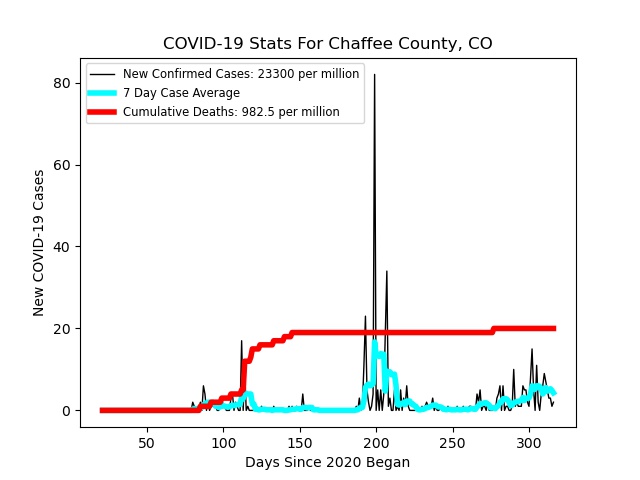 COVID-19 Stats For Chaffee County, CO
New Confirmed Cases: 23300 per million
7 Day Case Average
Cumulative Deaths: 982.5 per million
New COVID-19 Cases
80
60
40
20
0
50 100 150 200 250 300
Days Since 2020 Began